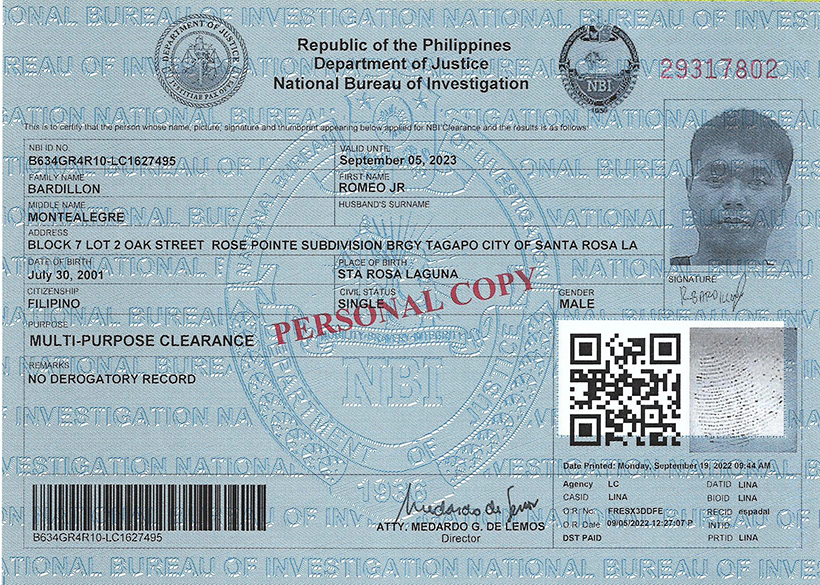 Republic of the Philippines
Department of Justice
National Bureau of Investigation
29317802
DEPARTMENT OF JUSTICE
NBI
This is to certify that the person whose name, picture, signature and thumbprint appearing below applied for NBI Clearance and the results is as follows:
NBI ID NO. VALID UNTIL
B634GR4R10-LC1627495 September 05, 2023
FAMILY NAME FIRST NAME
BARDILLON ROMEO JR
MIDDLE NAME HUSBAND'S SURNAME
MONTEALEGRE
ADDRESS
BLOCK 7 LOT 2 OAK STREET ROSE POINTE SUBDIVISION BRGY TAGAPO CITY OF SANTA ROSA LA
DATE OF BIRTH PLACE OF BIRTH
July 30, 2001 STA ROSA LAGUNA
SIGNATURE
CITIZENSHIP CIVIL STATUS GENDER
FILIPINO SINGLE MALE
PERSONAL COPY
PURPOSE
MULTI-PURPOSE CLEARANCE
REMARKS
NO DEROGATORY RECORD
NATIONAL BUREAU OF INVESTIGATION
NBI
DEPARTMENT OF JUSTICE
1936
Date Printed: Monday, September 19, 2022 09:44 AM
Agency LC DATID LINA
CASID LINA BIOID LINA
O.R. No. FRESX3DDFE RECID espadal
O.R. Date 09/05/2022 12:27:07 P INTID
DST PAID PRTID LINA
B634GR4R10-LC1627495
ATTY. MEDARDO G. DE LEMOS
Director